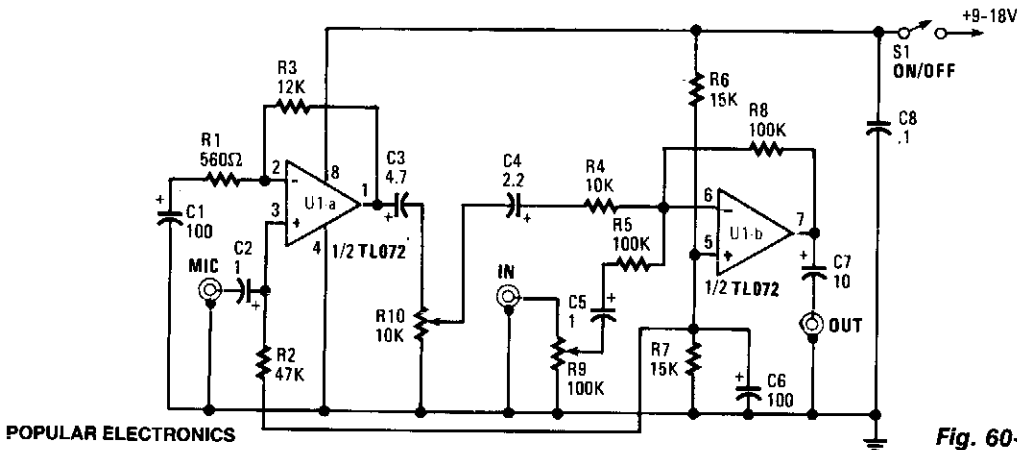 +9-18V
S1
ON/OFF
R3
12K
R6
15K
R8
100K
C8
.1
R1
560Ω
C3
4.7
C4
2.2
R4
10K
2
-
8
1
U1-a
3
+
4
1/2 TL072
+
+
C1
100
C2
1
+
MIC
R5
100K
6
-
7
U1-b
5
+
1/2 TL072
+
C7
10
IN
+
C5
1
R10
10K
OUT
R2
47K
R9
100K
R7
15K
+
C6
100
POPULAR ELECTRONICS
Fig. 60-